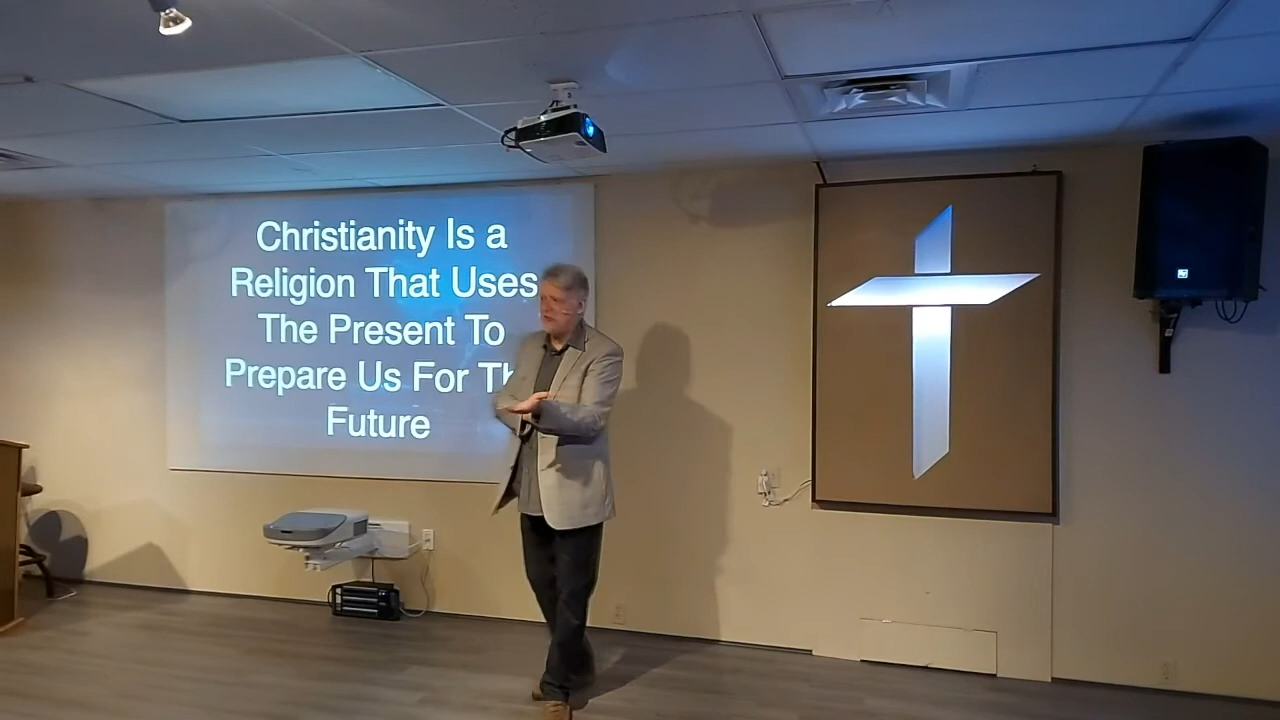 Christianity Is a
Religion That Uses
The Present To
Prepare Us For
Future